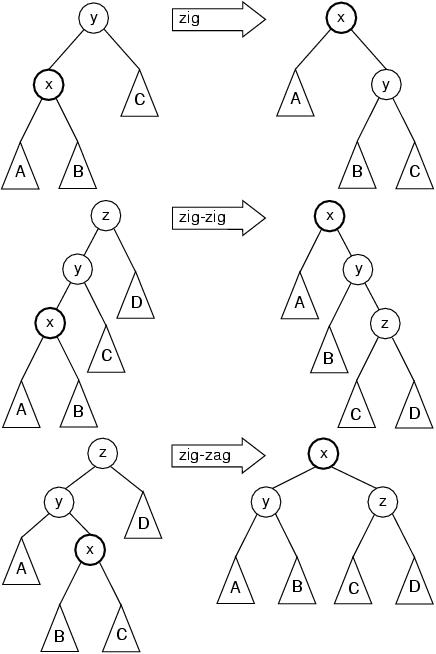 y zig x
x C A y
A B B C
z zig-zig x
y D A y
x C B z
A B C D
z zig-zag x
y D y z
A x A B C D
B C